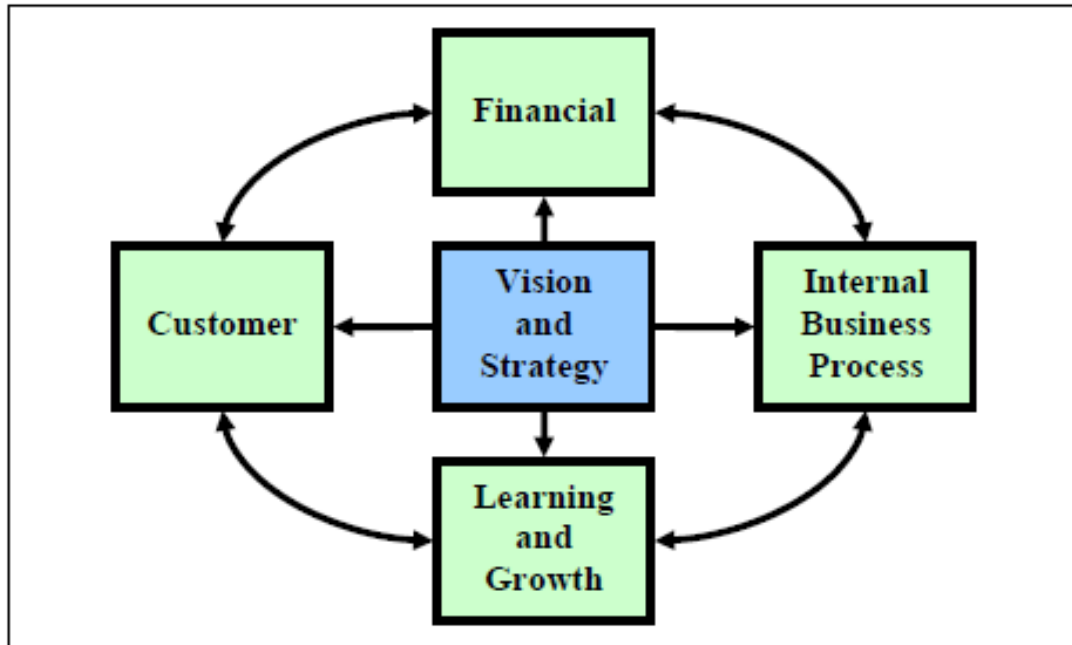 Financial
Customer
Vision
and
Strategy
Internal
Business
Process
Learning
and
Growth